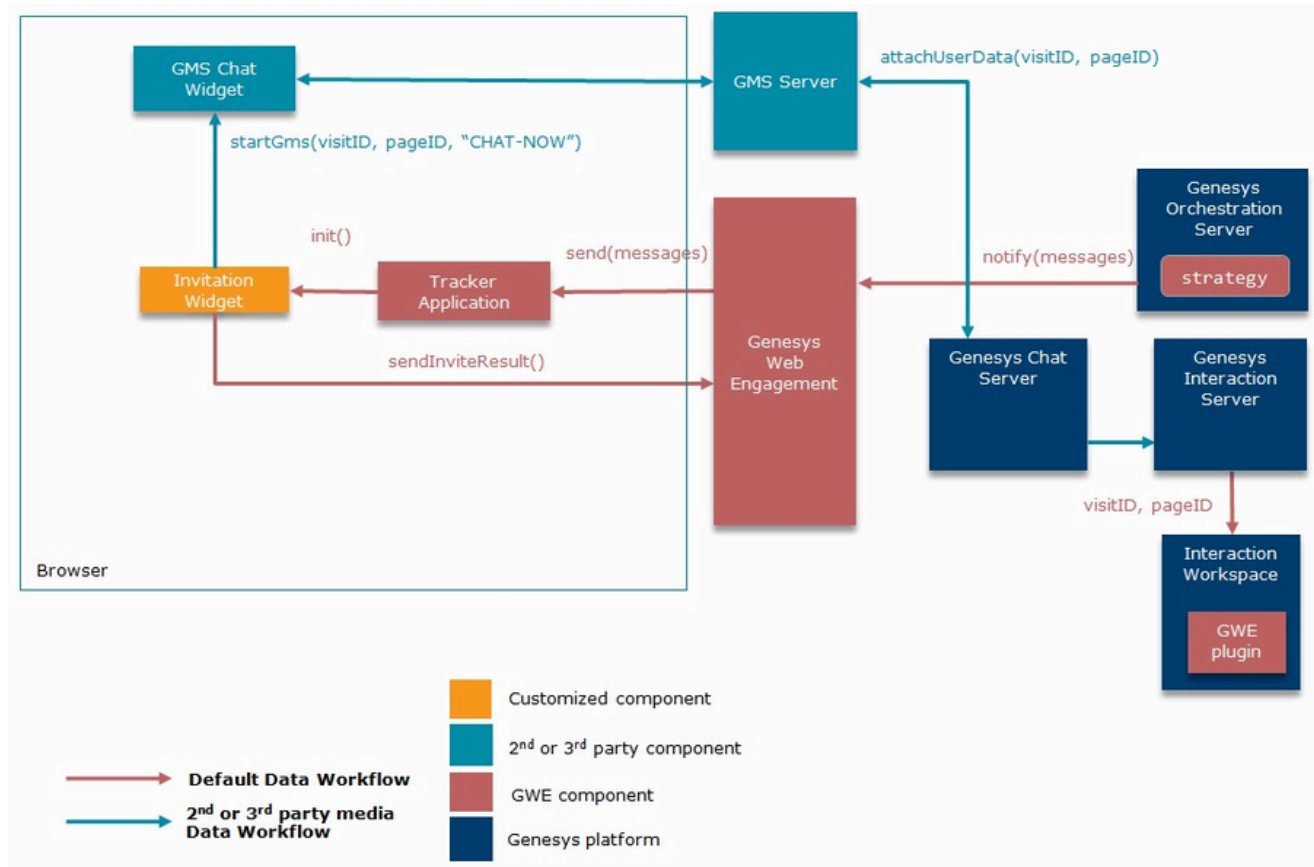 GMS Chat
Widget
GMS Server
attachUserData(visitID, pageID)
startGms(visitID, pageID, “CHAT-NOW”)
Genesys
Orchestration
Server
strategy
init()
send(messages)
notify(messages)
Invitation
Widget
Tracker
Application
Genesys
Web
Engagement
sendInviteResult()
Genesys Chat
Server
Genesys
Interaction
Server
visitID, pageID
Interaction
Workspace
GWE
plugin
Browser
Customized component
2nd or 3rd party component
GWE component
Genesys platform
Default Data Workflow
2nd or 3rd party media
Data Workflow